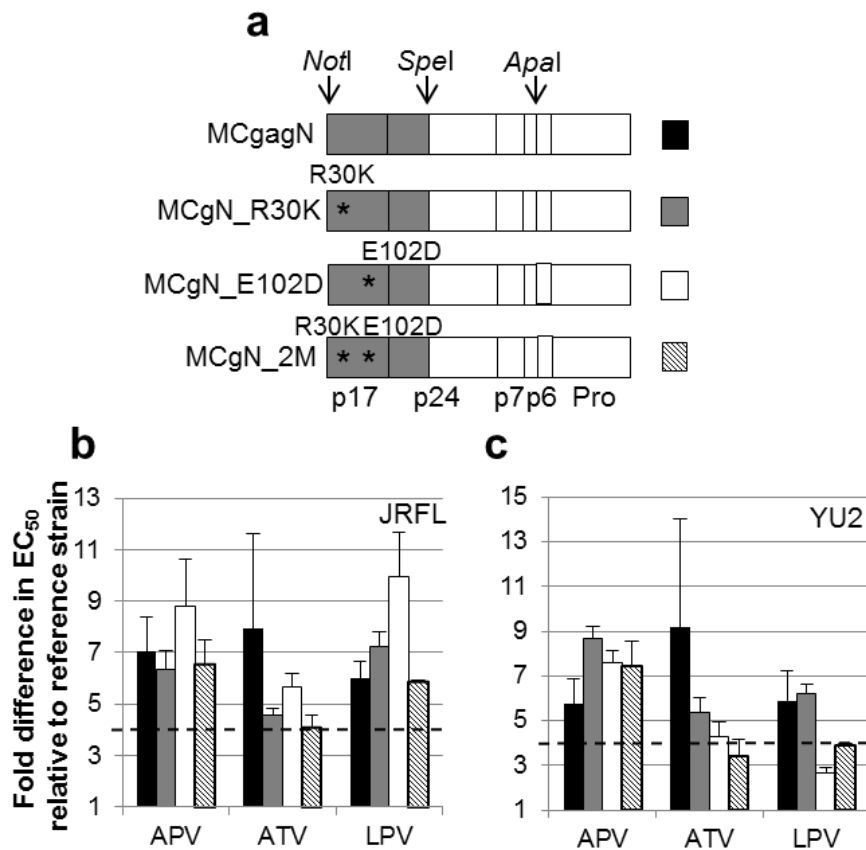 a
NotI SpeI ApaI
MCgagN
R30K
MCgN_R30K *
E102D
MCgN_E102D *
R30K E102D
MCgN_2M * *
p17 p24 p7 p6 Pro
b
Fold difference in EC50
relative to reference strain
13
11
9
7
5
3
1
JRFL
APV ATV LPV
c
15
13
11
9
7
5
3
1
YU2
APV ATV LPV